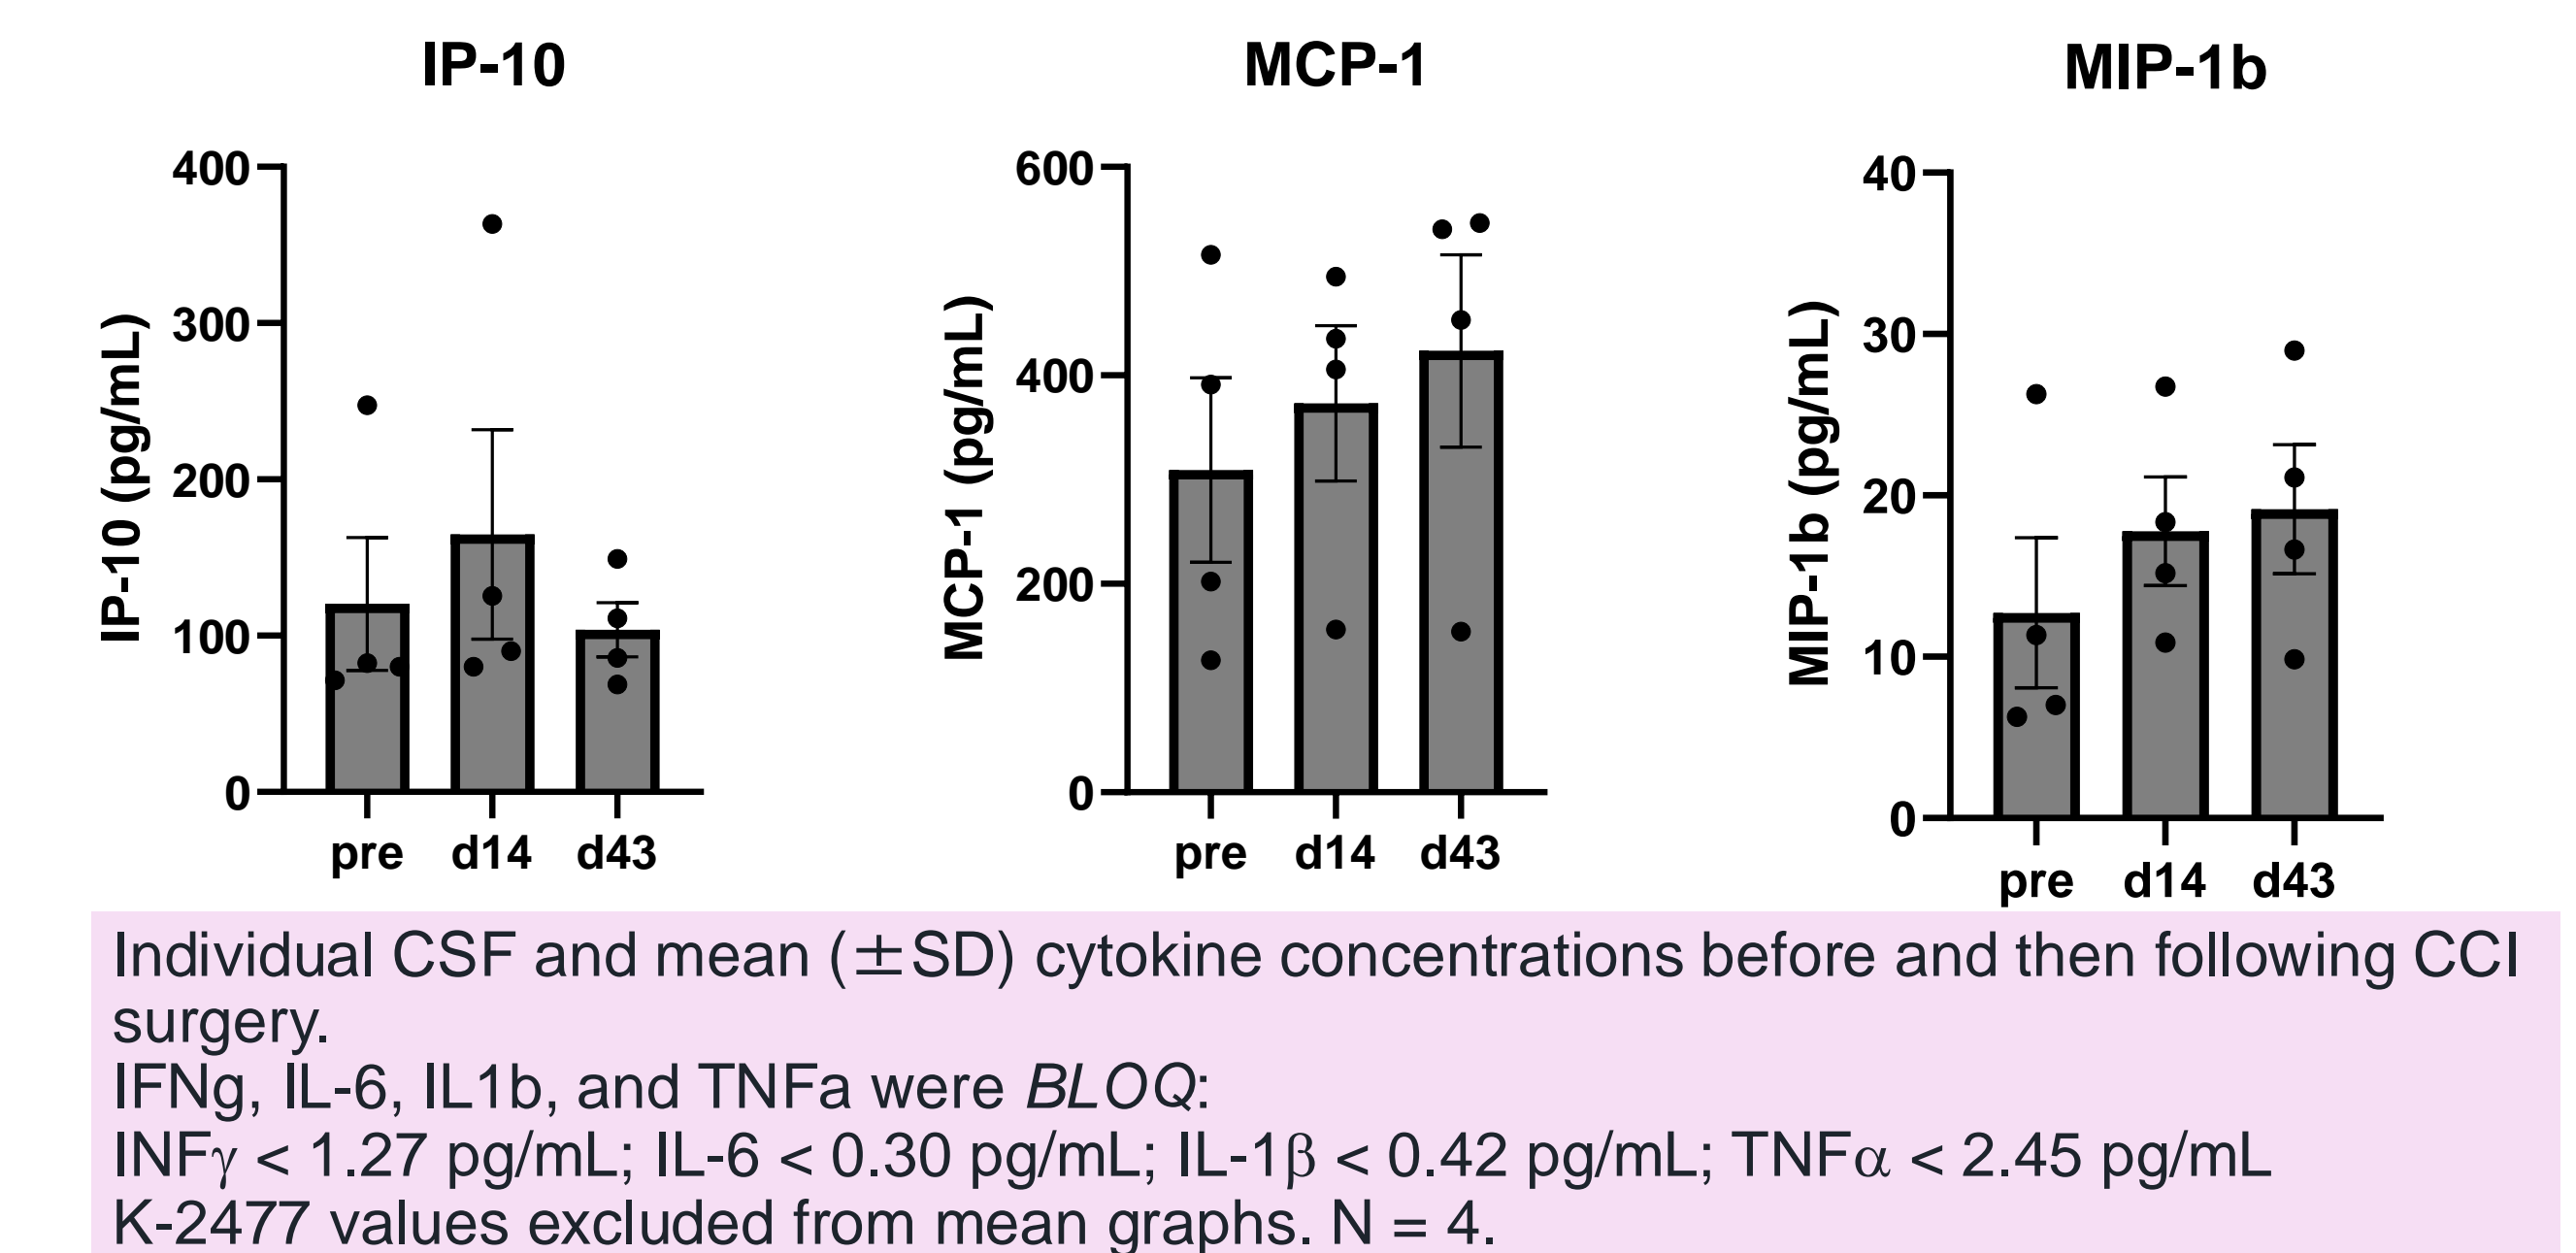 IP-10
MCP-1
MIP-1b
IP-10 (pg/mL)
400
300
200
100
0
pre d14 d43
MCP-1 (pg/mL)
600
400
200
0
pre d14 d43
MIP-1b (pg/mL)
40
30
20
10
0
pre d14 d43
Individual CSF and mean (±SD) cytokine concentrations before and then following CCI
surgery.
IFNg, IL-6, IL1b, and TNFa were BLOQ:
INFγ < 1.27 pg/mL; IL-6 < 0.30 pg/mL; IL-1β < 0.42 pg/mL; TNFα < 2.45 pg/mL
K-2477 values excluded from mean graphs. N = 4.